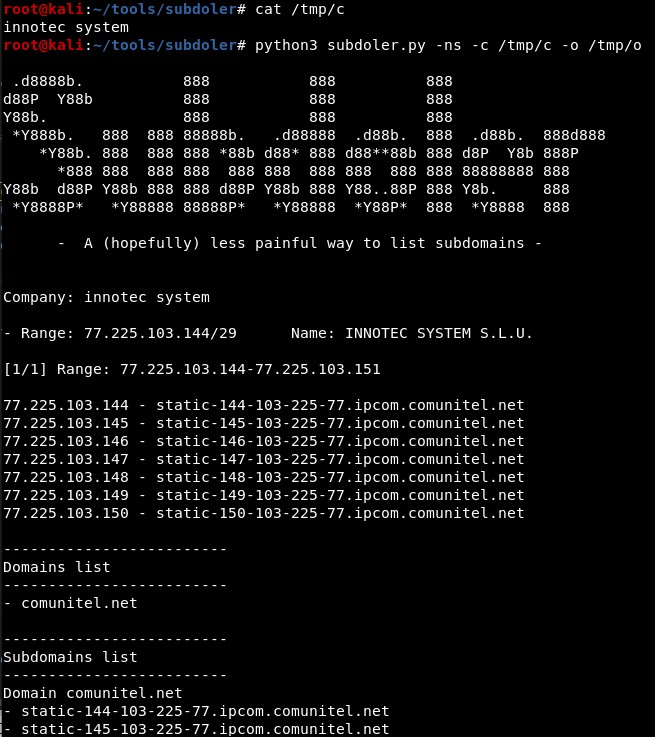 root@kali:~/tools/subdoler# cat /tmp/c
innotec system
root@kali:~/tools/subdoler# python3 subdoler.py -ns -c /tmp/c -o /tmp/o
 .d8888b.           888           888          888
d88P  Y88b          888           888          888
Y88b.               888           888          888
 *Y888b.   888  888 88888b.   .d88888  .d88b.  888  .d88b.  888d888
    *Y88b. 888  888 888 *88b d88* 888 d88**88b 888 d8P  Y8b 888P
      *888 888  888 888  888 888  888 888  888 888 88888888 888
Y88b  d88P Y88b 888 888 d88P Y88b 888 Y88..88P 888 Y8b.     888
 *Y8888P*   *Y88888 88888P*   *Y88888  *Y88P*  888  *Y8888  888
      -  A (hopefully) less painful way to list subdomains -
Company: innotec system
- Range: 77.225.103.144/29      Name: INNOTEC SYSTEM S.L.U.
[1/1] Range: 77.225.103.144-77.225.103.151
77.225.103.144 - static-144-103-225-77.ipcom.comunitel.net
77.225.103.145 - static-145-103-225-77.ipcom.comunitel.net
77.225.103.146 - static-146-103-225-77.ipcom.comunitel.net
77.225.103.147 - static-147-103-225-77.ipcom.comunitel.net
77.225.103.148 - static-148-103-225-77.ipcom.comunitel.net
77.225.103.149 - static-149-103-225-77.ipcom.comunitel.net
77.225.103.150 - static-150-103-225-77.ipcom.comunitel.net
-------------------------
Domains list
-------------------------
- comunitel.net
-------------------------
Subdomains list
-------------------------
Domain comunitel.net
- static-144-103-225-77.ipcom.comunitel.net
- static-145-103-225-77.ipcom.comunitel.net